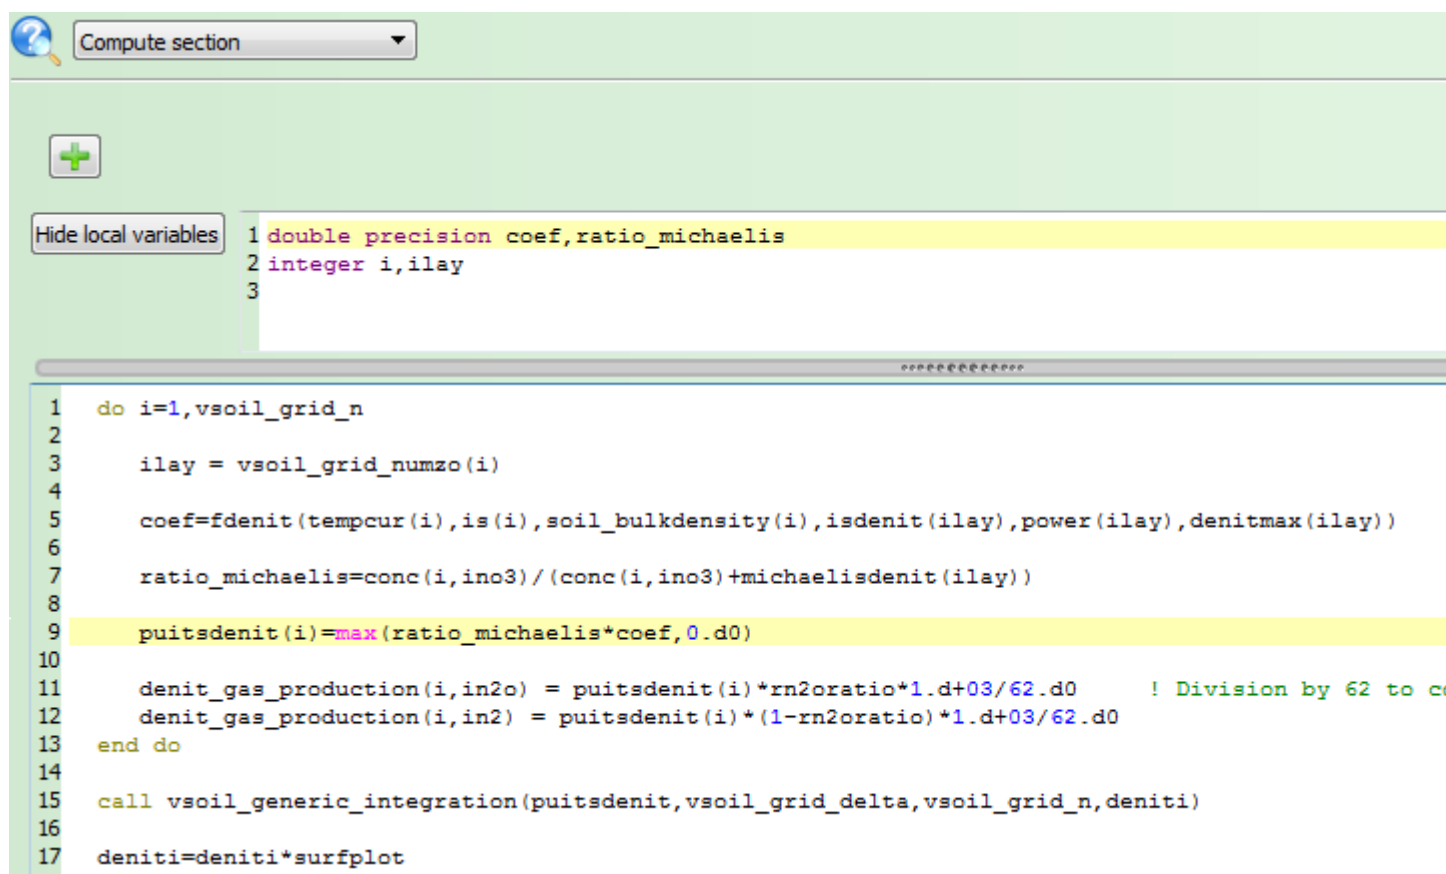 Compute section
Hide local variables
1 double precision coef,ratio_michaelis
2 integer i,ilay
3
1 do i=1,vsoil_grid_n
2
3 ilay = vsoil_grid_numzo(i)
4
5 coef=fdenit(tempcur(i),is(i),soil_bulkdensity(i),isdenit(ilay),power(ilay),denitmax(ilay))
6
7 ratio_michaelis=conc(i,ino3)/(conc(i,ino3)+michaelisdenit(ilay))
8
9 puitsdenit(i)=max(ratio_michaelis*coef,0.d0)
10
11 denit_gas_production(i,in2o) = puitsdenit(i)*rn2oratio*1.d+03/62.d0 ! Division by 62 to
12 denit_gas_production(i,in2) = puitsdenit(i)*(1-rn2oratio)*1.d+03/62.d0
13 end do
14
15 call vsoil_generic_integration(puitsdenit,vsoil_grid_delta,vsoil_grid_n,deniti)
16
17 deniti=deniti*surfplot